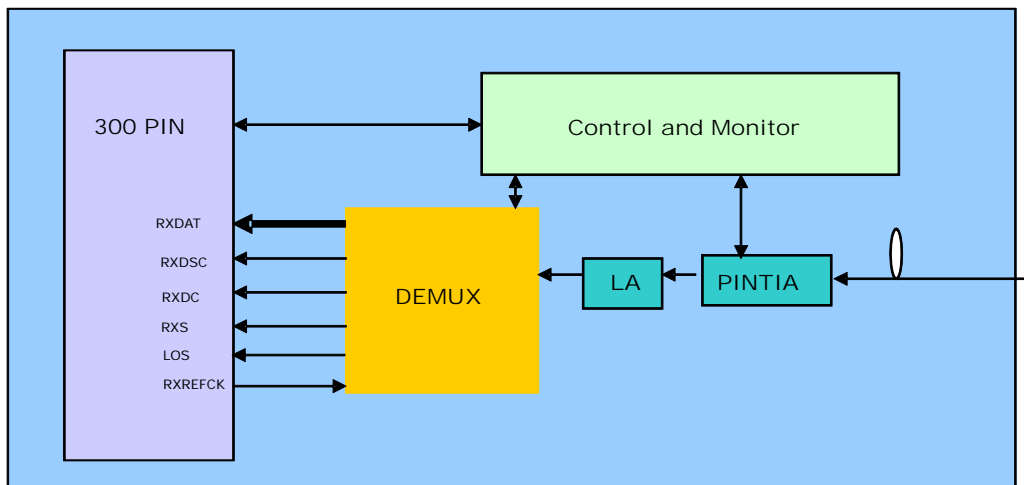 300 PIN
Control and Monitor
RXDAT
RXDSC
RXDC
RXS
LOS
RXREFCK
DEMUX
LA
PINTIA